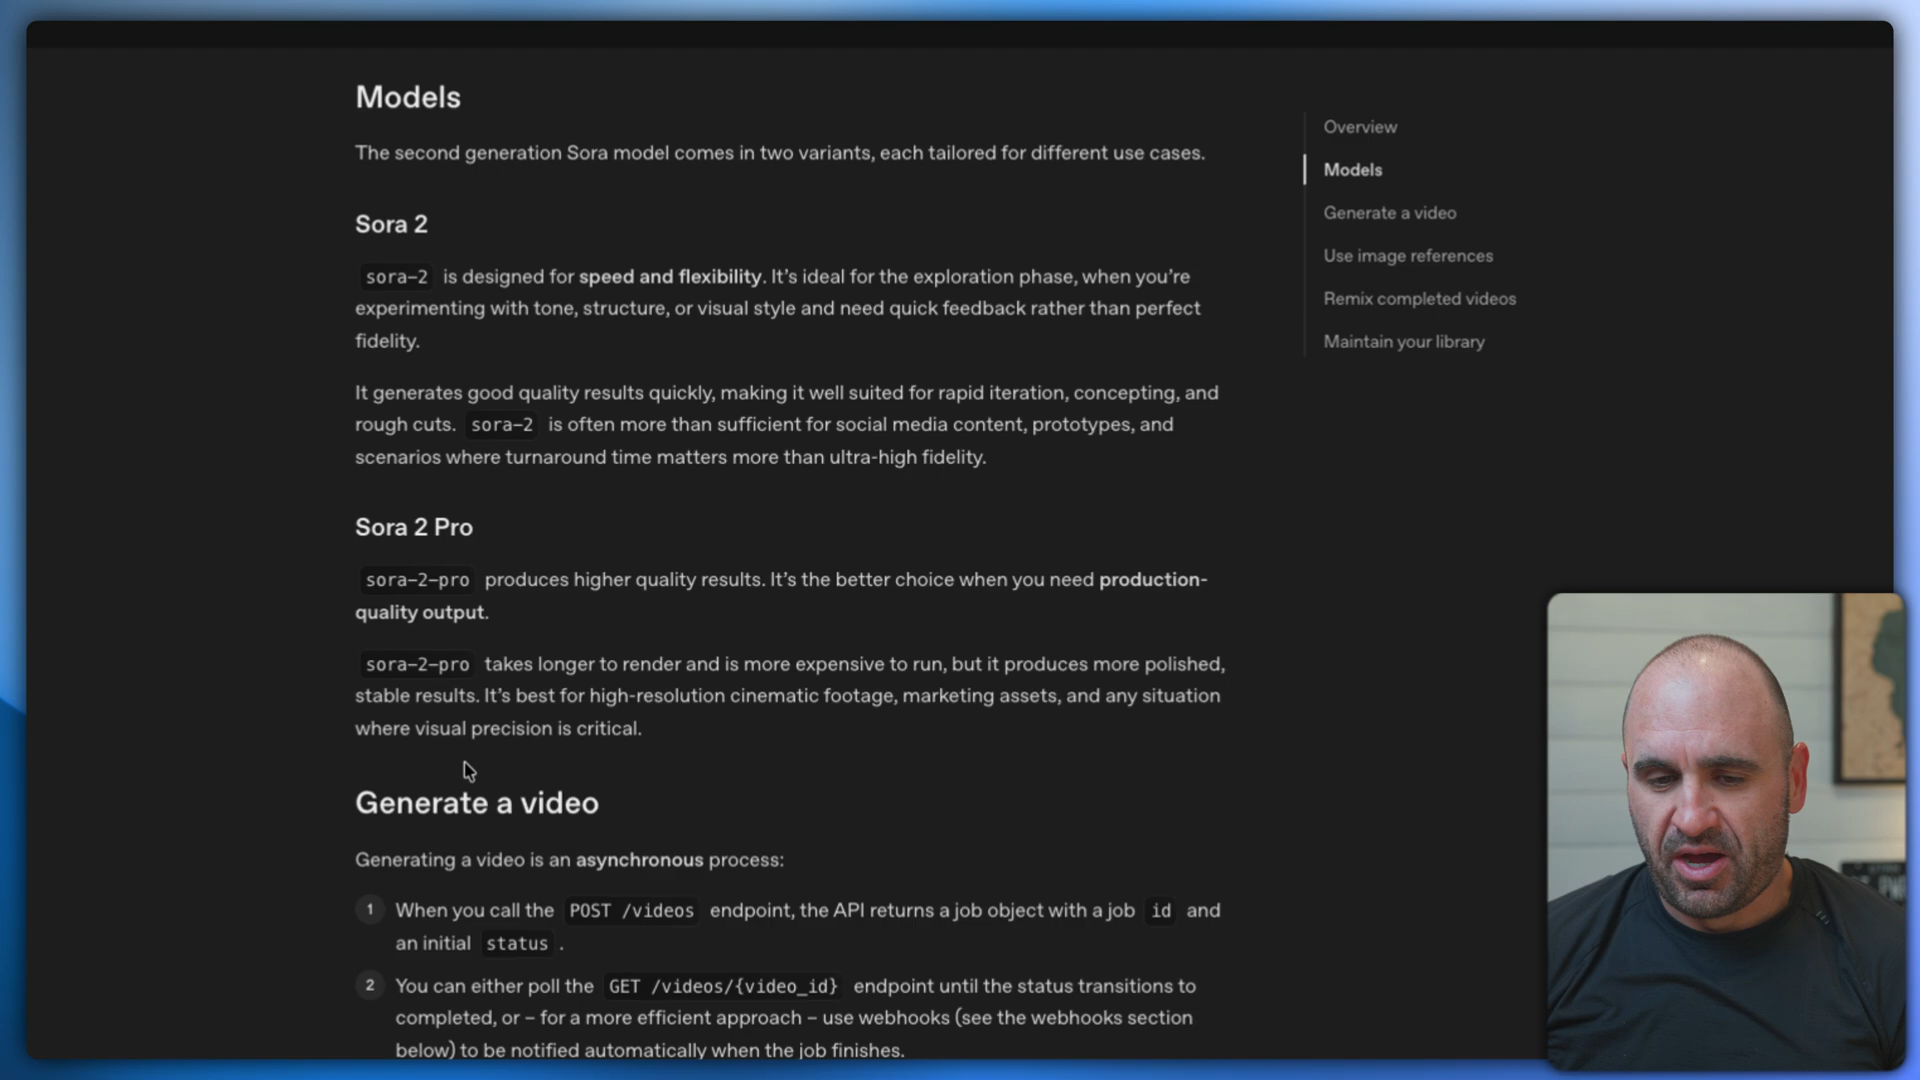 Models
The second generation Sora model comes in two variants, each tailored for different use cases.
Sora 2
sora-2 is designed for speed and flexibility. It’s ideal for the exploration phase, when you’re
experimenting with tone, structure, or visual style and need quick feedback rather than perfect
fidelity.
It generates good quality results quickly, making it well suited for rapid iteration, concepting, and
rough cuts. sora-2 is often more than sufficient for social media content, prototypes, and
scenarios where turnaround time matters more than ultra-high fidelity.
Sora 2 Pro
sora-2-pro produces higher quality results. It’s the better choice when you need production-
quality output.
sora-2-pro takes longer to render and is more expensive to run, but it produces more polished,
stable results. It’s best for high-resolution cinematic footage, marketing assets, and any situation
where visual precision is critical.
Generate a video
Generating a video is an asynchronous process:
1 When you call the POST /videos endpoint, the API returns a job object with a job id and
an initial status .
2 You can either poll the GET /videos/{video_id} endpoint until the status transitions to
completed, or – for a more efficient approach – use webhooks (see the webhooks section
below) to be notified automatically when the job finishes.
Overview
Models
Generate a video
Use image references
Remix completed videos
Maintain your library